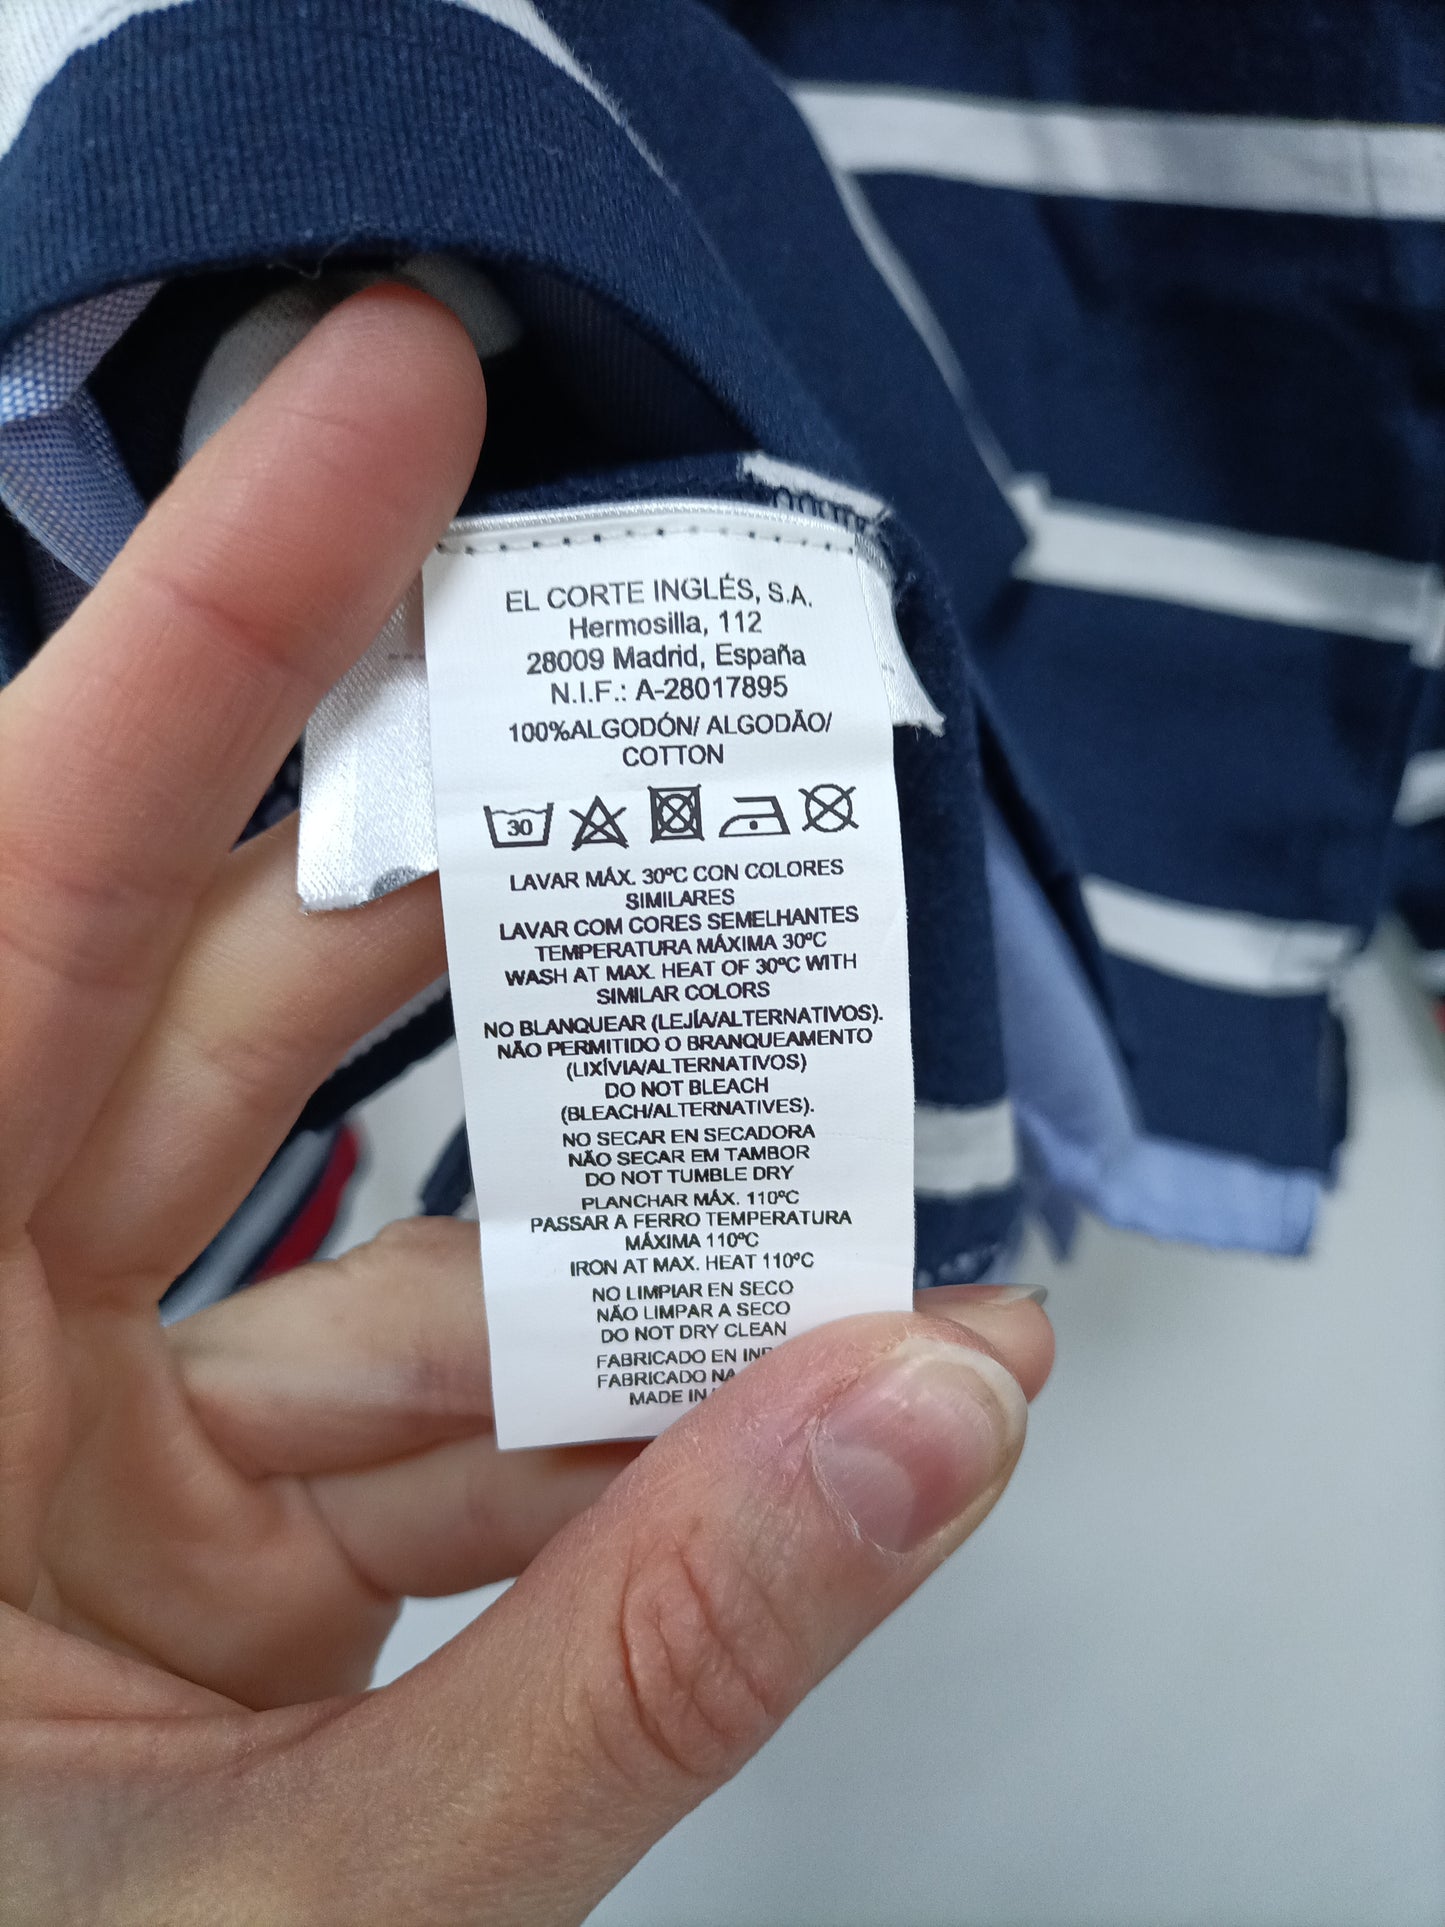 EL CORTE INGLÉS, S.A.
Hermosilla, 112
28009 Madrid, España
N.I.F.: A-28017895
100%ALGODÓN/ ALGODÃO/
COTTON
30
LAVAR MÁX. 30ºC CON COLORES
SIMILARES
LAVAR COM CORES SEMELHANTES
TEMPERATURA MÁXIMA 30ºC
WASH AT MAX. HEAT OF 30ºC WITH
SIMILAR COLORS
NO BLANQUEAR (LEJÍA/ALTERNATIVOS).
NÃO PERMITIDO O BRANQUEAMENTO
(LIXÍVIA/ALTERNATIVOS)
DO NOT BLEACH
(BLEACH/ALTERNATIVES).
NO SECAR EN SECADORA
NÃO SECAR EM TAMBOR
DO NOT TUMBLE DRY
PLANCHAR MÁX. 110ºC
PASSAR A FERRO TEMPERATURA
MÁXIMA 110ºC
IRON AT MAX. HEAT 110ºC
NO LIMPIAR EN SECO
NÃO LIMPAR A SECO
DO NOT DRY CLEAN
FABRICADO EN
FABRICADO NA
MADE IN